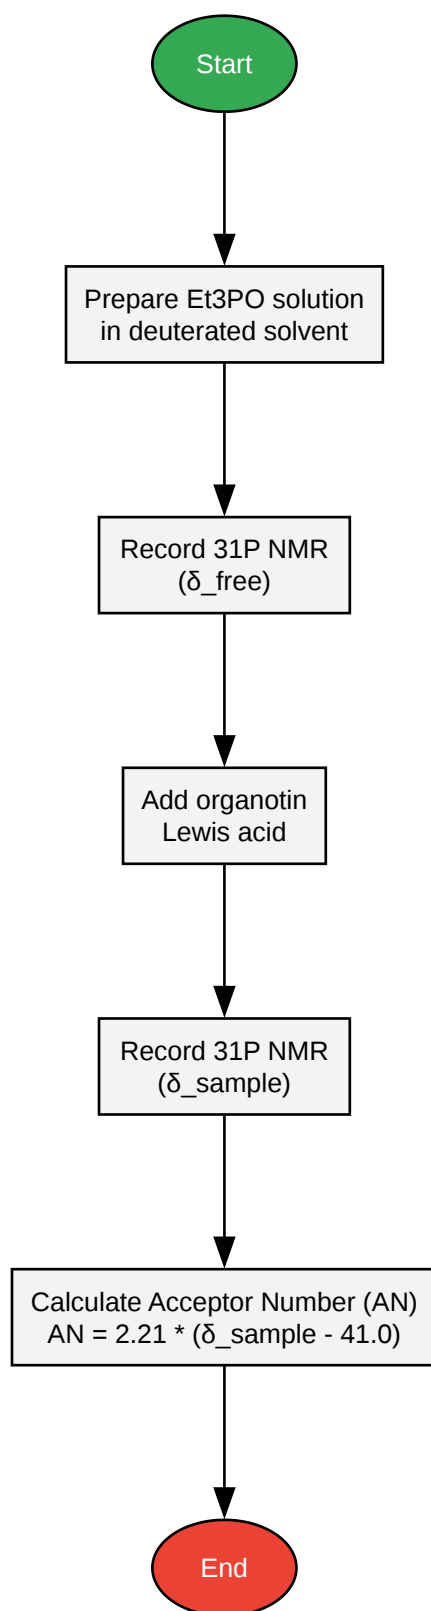 Start
Prepare Et3PO solution
in deuterated solvent
Record 31P NMR
(δ_free)
Add organotin
Lewis acid
Record 31P NMR
(δ_sample)
Calculate Acceptor Number (AN)
AN = 2.21 * (δ_sample - 41.0)
End